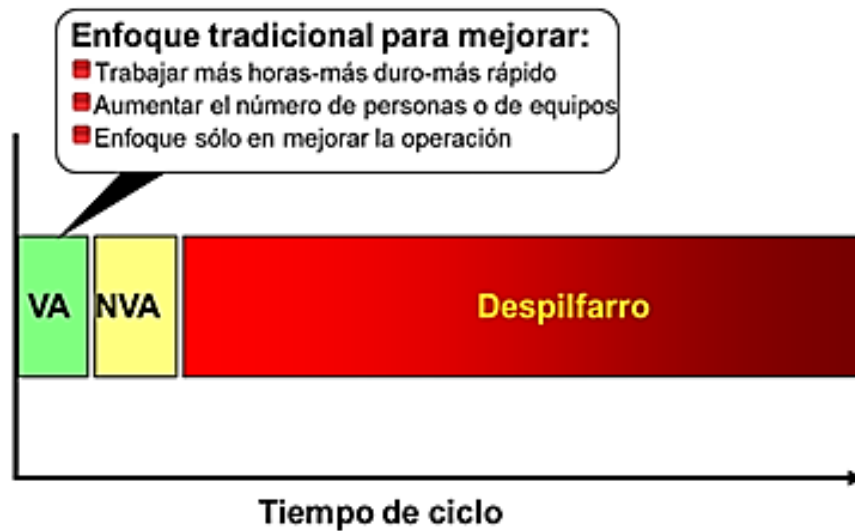 Enfoque tradicional para mejorar:
Trabajar más horas-más duro-más rápido
Aumentar el número de personas o de equipos
Enfoque sólo en mejorar la operación
VA
NVA
Despilfarro
Tiempo de ciclo